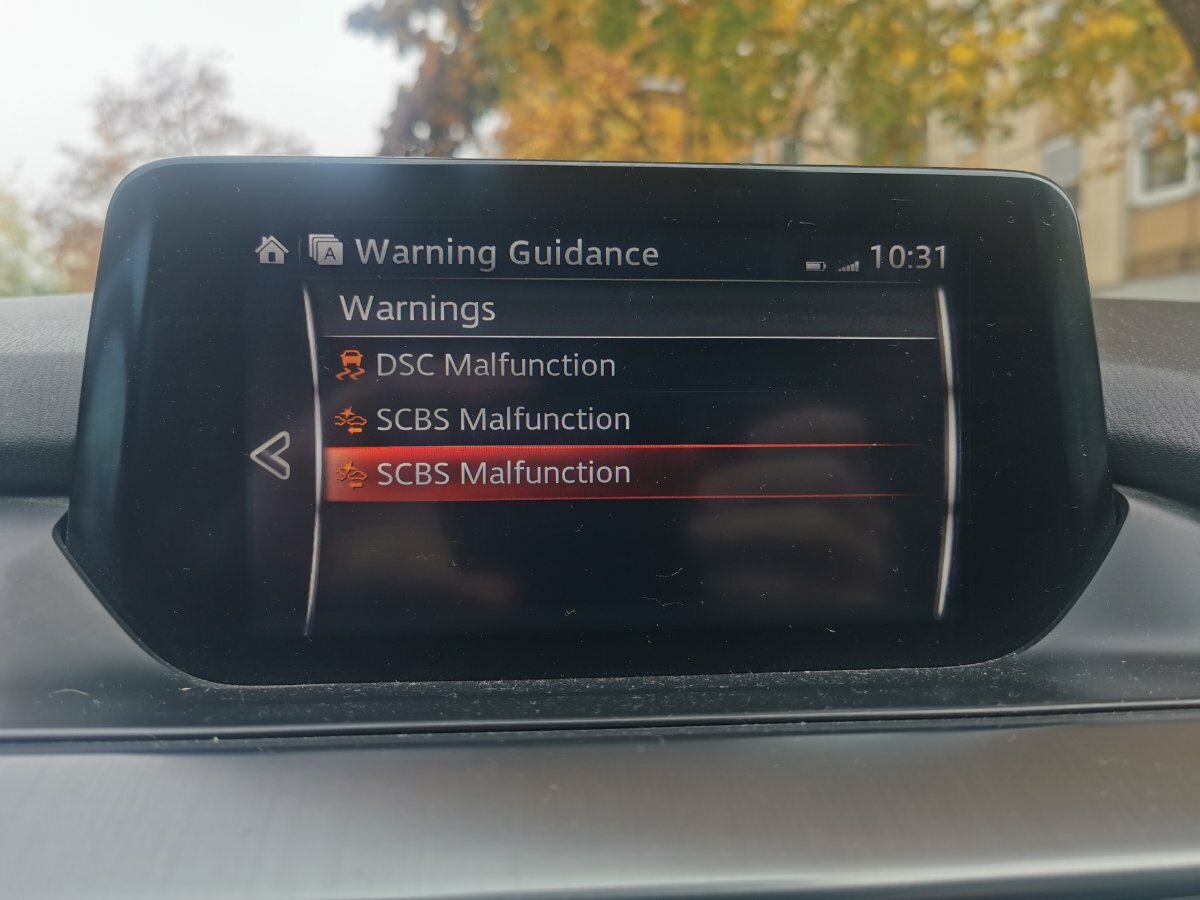 A Warning Guidance 10:31
Warnings
DSC Malfunction
SCBS Malfunction
SCBS Malfunction